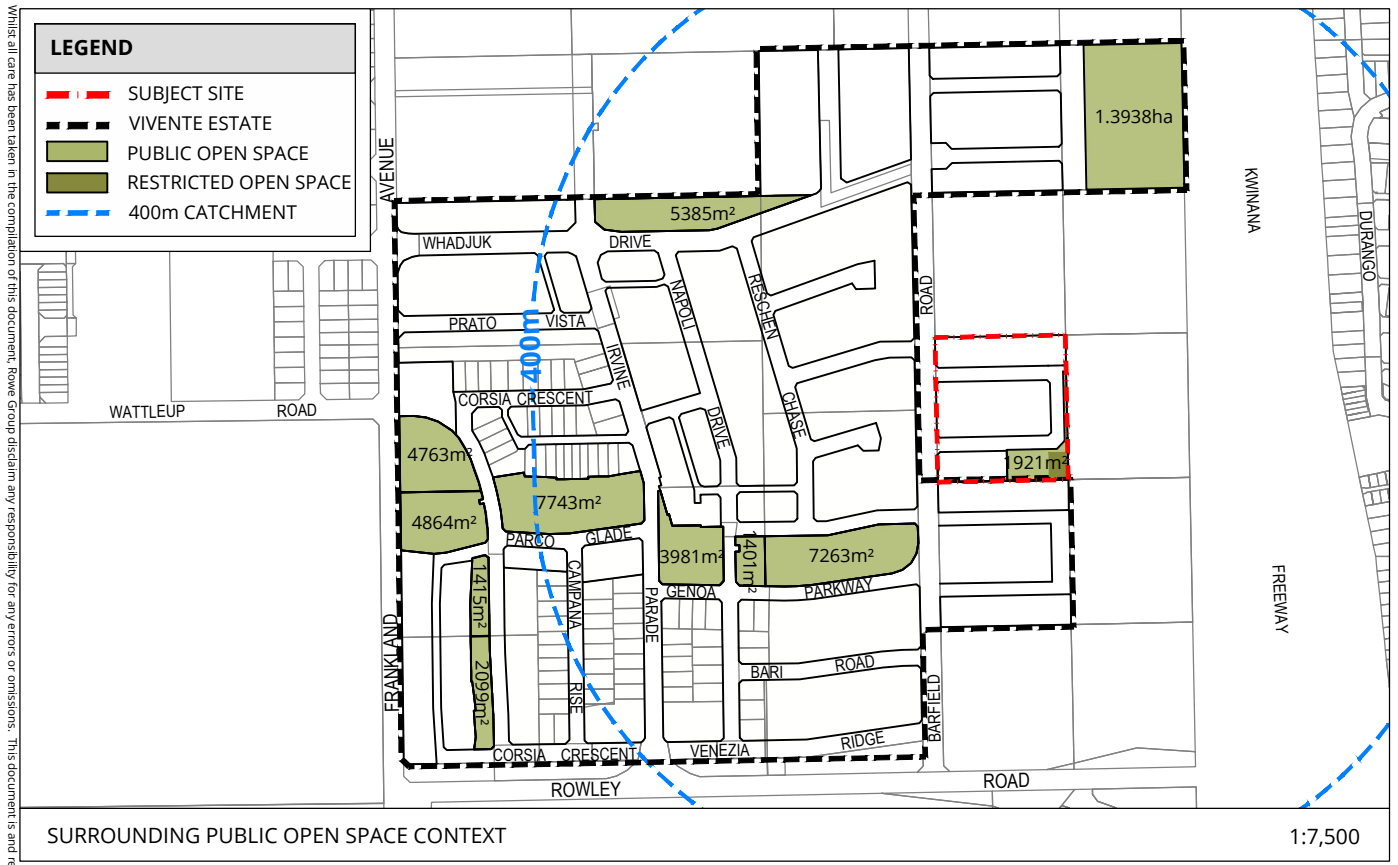 LEGEND
SUBJECT SITE
VIVENTE ESTATE
PUBLIC OPEN SPACE
RESTRICTED OPEN SPACE
400m CATCHMENT
Whilst all care has been taken in the compilation of this document, Rowe Group disclaim any responsibility for any errors or omissions. This document is and
AVENUE
1.3938ha
KWINANA
DURANGO
5385m²
WHADJUK
DRIVE
ROAD
NAPOLI
RESCHEN
PRATO
VISTA
400m
IRVINE
CORSIA
CRESCENT
WATTLEUP
ROAD
DRIVE
CHASE
4763m²
1921m²
7743m²
4864m²
PARCO
GLADE
3981m²
1401m²
7263m²
1415m²
CAMPANA
PARADE
GENOA
PARKWAY
FREEWAY
FRANKLAND
2099m²
RISE
BARI
ROAD
BARFIELD
CORSIA
CRESCENT
VENEZIA
RIDGE
ROWLEY
ROAD
SURROUNDING PUBLIC OPEN SPACE CONTEXT
1:7,500